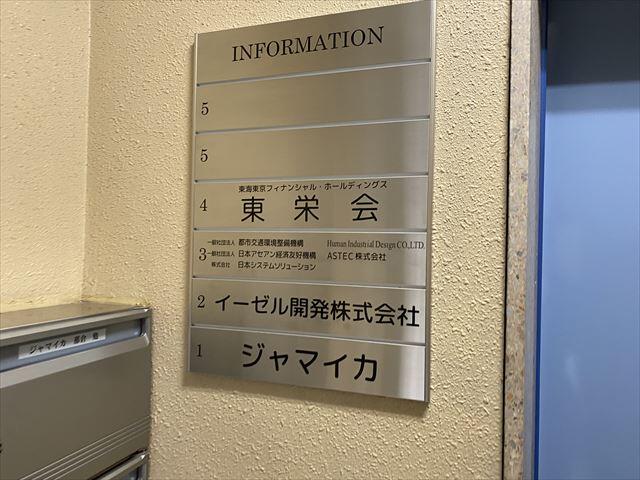 INFORMATION
5
5
東海東京フィナンシャル・ホールディングス
4 東栄会
一般社団法人 都市交通環境整備機構 Human Industrial Design CO.,LTD.
3 一般社団法人 日本アセアン経済友好機構 ASTEC株式会社
株式会社 日本システムソリューション
2 イーゼル開発株式会社
1 ジャマイカ
ジャマイカ